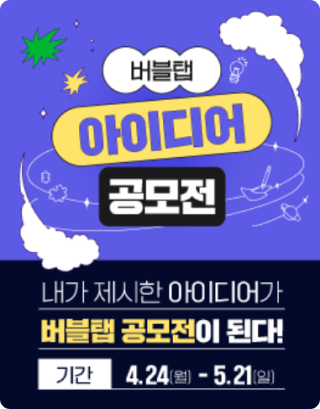 버블탭
아이디어
공모전
내가 제시한 아이디어가
버블탭 공모전이 된다!
기간 4.24(월) - 5.21(일)